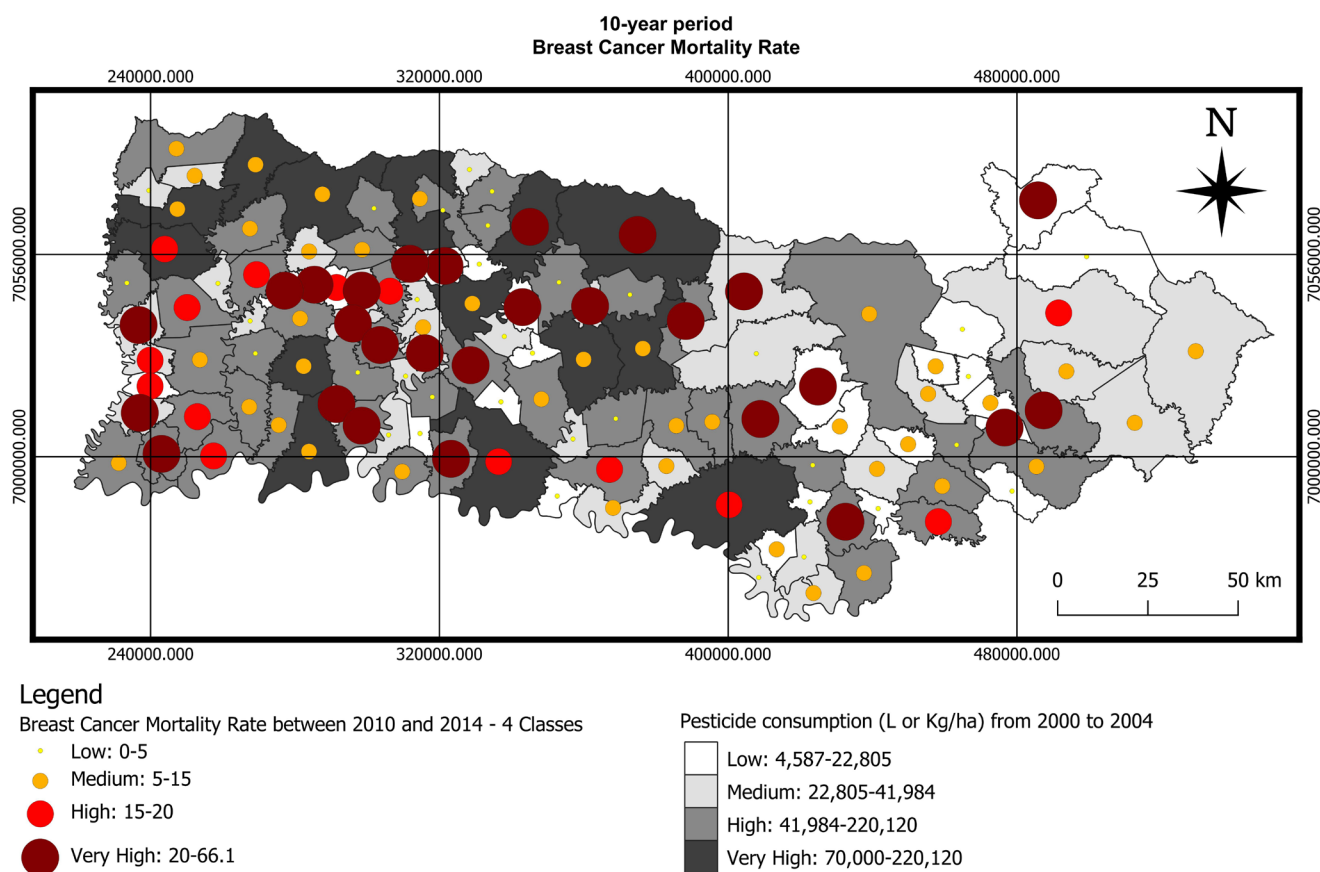 10-year period
Breast Cancer Mortality Rate
240000.000 320000.000 400000.000 480000.000
N
7056000.000 7056000.000
7000000.000 7000000.000
0 25 50 km
240000.000 320000.000 400000.000 480000.000
Legend
Breast Cancer Mortality Rate between 2010 and 2014 - 4 Classes
Low: 0-5
Medium: 5-15
High: 15-20
Very High: 20-66.1
Pesticide consumption (L or Kg/ha) from 2000 to 2004
Low: 4,587-22,805
Medium: 22,805-41,984
High: 41,984-220,120
Very High: 70,000-220,120